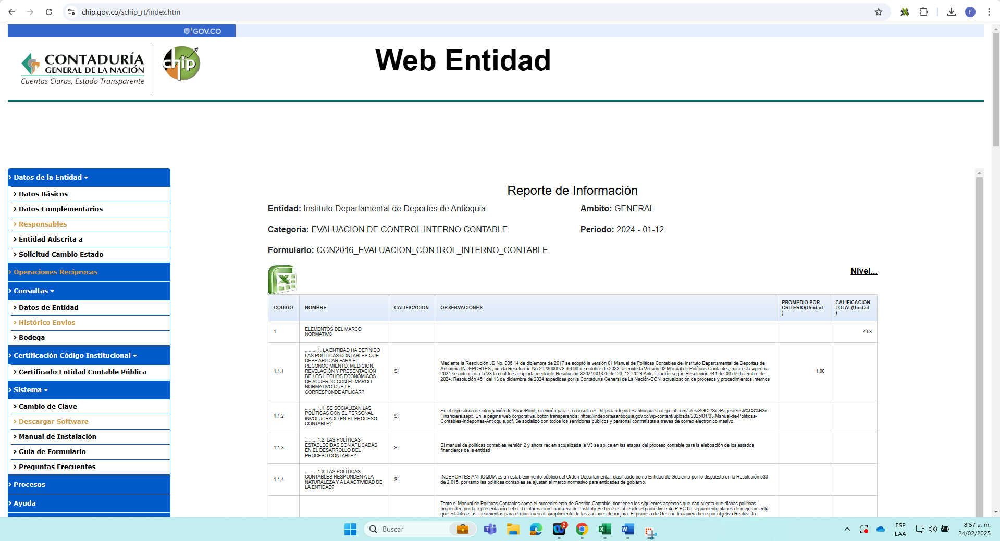 chip.gov.co/schip_rt/index.htm
F
GOV.CO
CONTADURÍA
GENERAL DE LA NACIÓN
Cuentas Claras, Estado Transparente
chip
Web Entidad
Datos de la Entidad
Datos Básicos
Datos Complementarios
Responsables
Entidad Adscrita a
Solicitud Cambio Estado
Operaciones Reciprocas
Consultas
Datos de Entidad
Histórico Envios
Bodega
Certificación Código Institucional
Certificado Entidad Contable Pública
Sistema
Cambio de Clave
Descargar Software
Manual de Instalación
Guía de Formulario
Preguntas Frecuentes
Procesos
Ayuda
Reporte de Información
Entidad: Instituto Departamental de Deportes de Antioquia
Ambito: GENERAL
Categoria: EVALUACION DE CONTROL INTERNO CONTABLE
Periodo: 2024 - 01-12
Formulario: CGN2016_EVALUACION_CONTROL_INTERNO_CONTABLE
Nivel...
CODIGO
NOMBRE
CALIFICACION
OBSERVACIONES
PROMEDIO POR
CRITERIO(Unidad
)
CALIFICACION
TOTAL(Unidad
)
1
ELEMENTOS DEL MARCO
NORMATIVO
4.98
1.1.1
..........1. LA ENTIDAD HA DEFINIDO
LAS POLÍTICAS CONTABLES QUE
DEBE APLICAR PARA EL
RECONOCIMIENTO, MEDICIÓN,
REVELACIÓN Y PRESENTACIÓN
DE LOS HECHOS ECONÓMICOS
DE ACUERDO CON EL MARCO
NORMATIVO QUE LE
CORRESPONDE APLICAR?
SI
Mediante la Resolución JD No. 006 14 de diciembre de 2017 se adoptó la versión 01 Manual de Políticas Contables del Instituto Departamental de Deportes de
Antioquia INDEPORTES , con la Resolución No 2023000978 del 06 de octubre de 2023 se emite la Versión 02 Manual de Políticas Contables, para esta vigencia
2024 se actualizo a la V3 la cual fue adoptada mediante Resolucion S2024001375 del 26_12_2024 Actualización según Resolución 444 del 06 de diciembre de
2024, Resolución 451 del 13 de diciembre de 2024 expedidas por la Contaduría General de La Nación-CGN, actualización de procesos y procedimientos Internos
1.00
1.1.2
..........1.1. SE SOCIALIZAN LAS
POLÍTICAS CON EL PERSONAL
INVOLUCRADO EN EL PROCESO
CONTABLE?
SI
En el repositorio de información de SharePoint, dirección para su consulta es: https://indeportesantioquia.sharepoint.com/sites/SGC2/SitePages/Gesti%C3%B3n-
Financiera.aspx. En la página web corporativa, boton transparencia: https://indeportesantioquia.gov.co/wp-content/uploads/2025/01/03.Manual-de-Politicas-
Contables-Indeportes-Antioquia.pdf. Se socializó con todos los servidores publicos y personal contratistas a traves de correo electronico masivo.
1.1.3
..........1.2. LAS POLÍTICAS
ESTABLECIDAS SON APLICADAS
EN EL DESARROLLO DEL
PROCESO CONTABLE?
SI
El manual de políticas contables versión 2 y ahora recien actualizada la V3 se aplica en las etapas del proceso contable para la elaboación de los estados
financieros de la entidad
1.1.4
..........1.3. LAS POLÍTICAS
CONTABLES RESPONDEN A LA
NATURALEZA Y A LA ACTIVIDAD DE
LA ENTIDAD?
SI
INDEPORTES ANTIOQUIA es un establecimiento público del Orden Departamental, clasificado como Entidad de Gobierno por lo dispuesto en la Resolución 533
de 2.015, por tanto las políticas contables se ajustan al marco normativo para entidades de gobierno.
Tanto el Manual de Políticas Contables como el procedimiento de Gestión Contable, contienen los siguientes aspectos que dan cuenta que dichas políticas
propenden por la representación fiel de la información financiera del Instituto Se tiene establecido el procedimiento P-EC 05 seguimiento planes de mejoramiento
que establece los lineamientos para el monitoreo al cumplimiento de las acciones de mejora. El proceso de Gestión financiera tiene por objetivo Realizar la
Buscar
2
ESP
LAA
8:57 a. m.
24/02/2025